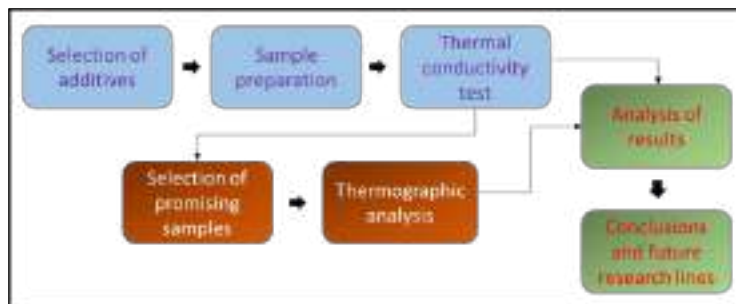 Selection of
additives
Sample
preparation
Thermal
conductivity
test
Analysis of
results
Selection of
promising
samples
Thermographic
analysis
Conclusions
and future
research lines